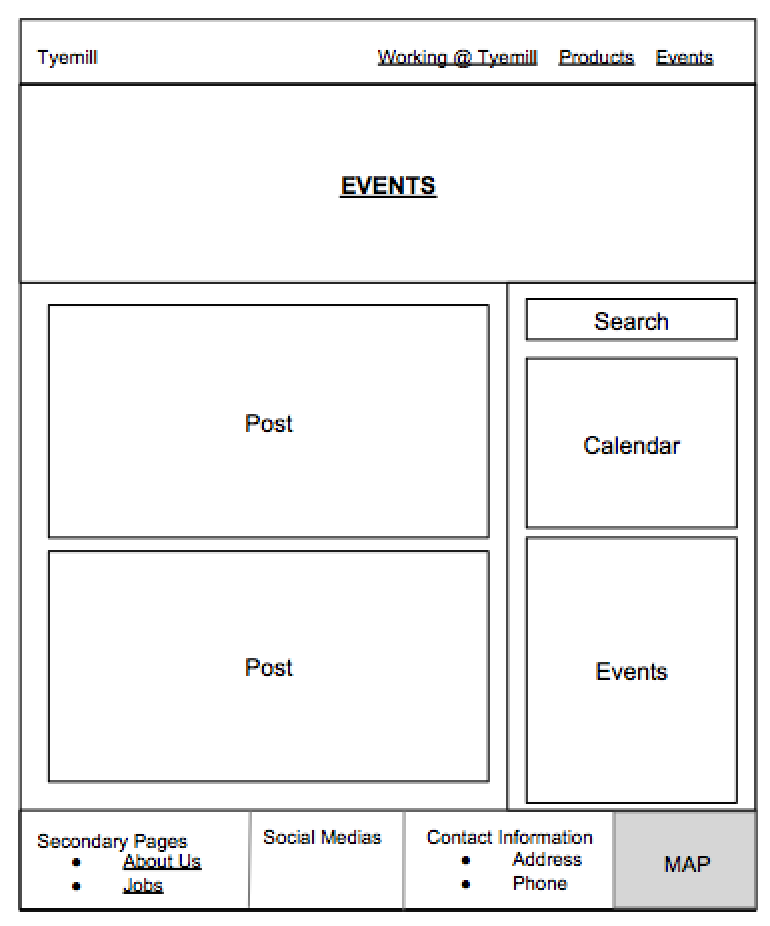 Tyemill
Working @ Tyemill Products Events
EVENTS
Post
Post
Search
Calendar
Events
Secondary Pages
● About Us
● Jobs
Social Medias
Contact Information
● Address
● Phone
MAP